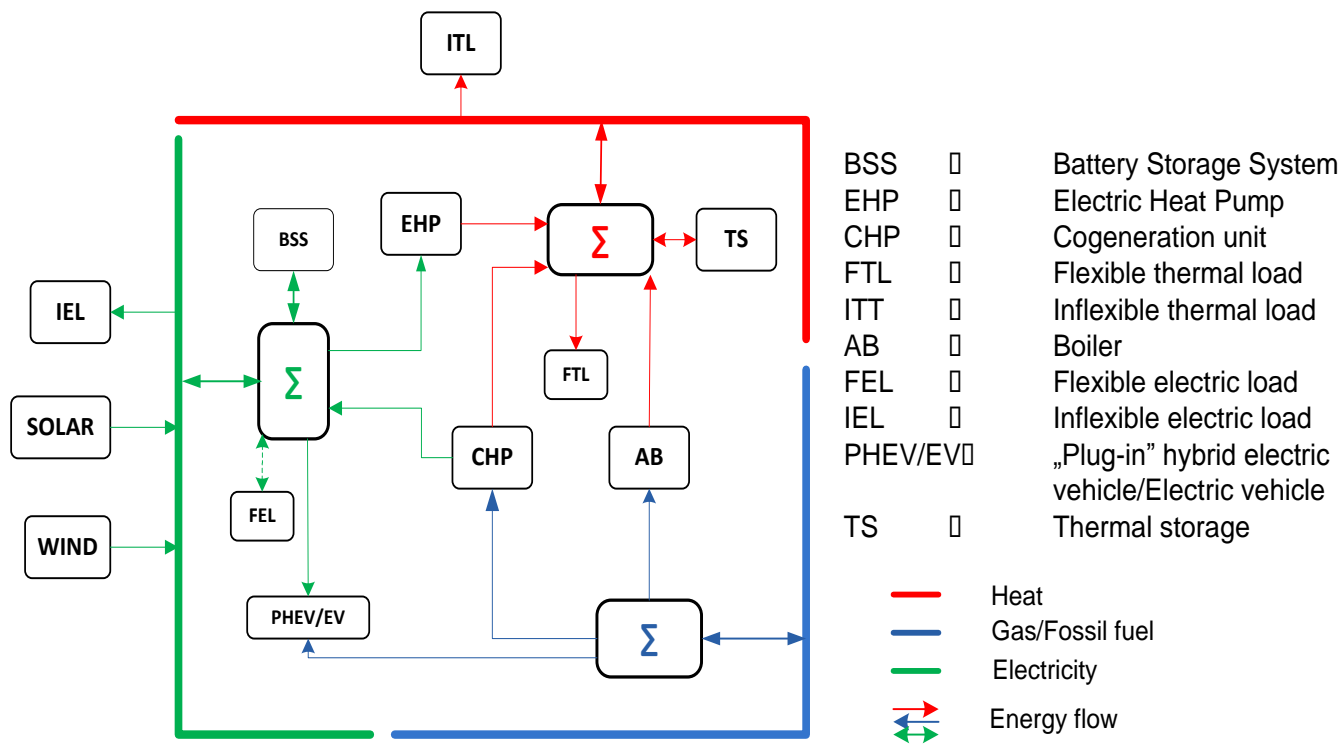 ITL
BSS
EHP
Σ
TS
IEL
Σ
FTL
SOLAR
CHP
AB
FEL
WIND
PHEV/EV
Σ
BSS ▯ Battery Storage System
EHP ▯ Electric Heat Pump
CHP ▯ Cogeneration unit
FTL ▯ Flexible thermal load
ITT ▯ Inflexible thermal load
AB ▯ Boiler
FEL ▯ Flexible electric load
IEL ▯ Inflexible electric load
PHEV/EV▯ „Plug-in” hybrid electric
vehicle/Electric vehicle
TS ▯ Thermal storage
Heat
Gas/Fossil fuel
Electricity
Energy flow